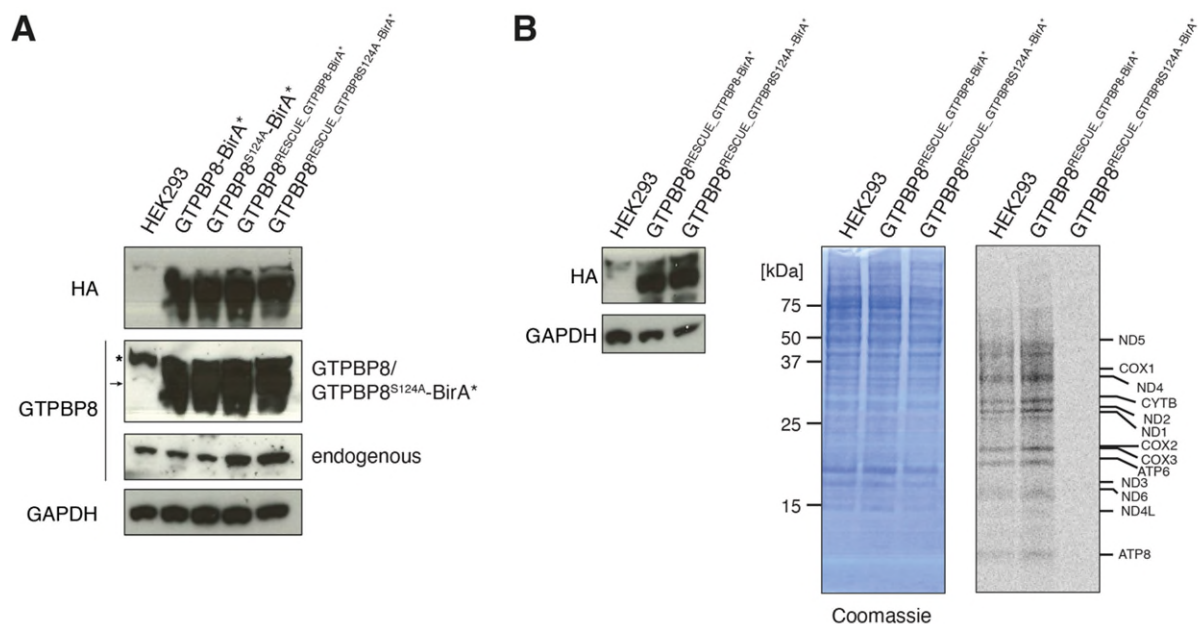 A
HEK293
GTPBP8-BirA*
GTPBP8S124A-BirA*
GTPBP8RESCUE_GTPBP8-BirA*
GTPBP8RESCUE_GTPBP8S124A-BirA*
HA
*
→
GTPBP8
GTPBP8/
GTPBP8S124A-BirA*
endogenous
GAPDH
B
HEK293
GTPBP8RESCUE_GTPBP8-BirA*
GTPBP8RESCUE_GTPBP8S124A-BirA*
HA
GAPDH
HEK293
GTPBP8RESCUE_GTPBP8-BirA*
GTPBP8RESCUE_GTPBP8S124A-BirA*
[kDa]
75
50
37
25
15
Coomassie
HEK293
GTPBP8RESCUE_GTPBP8-BirA*
GTPBP8RESCUE_GTPBP8S124A-BirA*
ND5
COX1
ND4
CYTB
ND2
ND1
COX2
COX3
ATP6
ND3
ND6
ND4L
ATP8